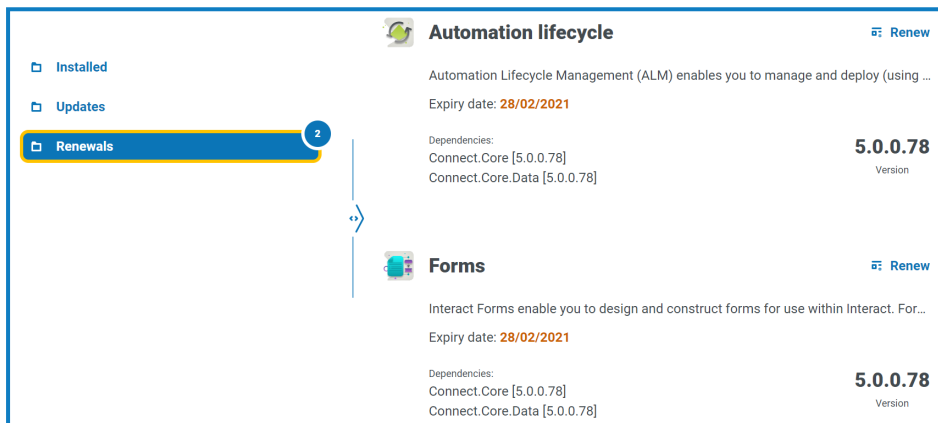 Installed
Updates
Renewals
2
Automation lifecycle
Renew
Automation Lifecycle Management (ALM) enables you to manage and deploy (using ...
Expiry date: 28/02/2021
Dependencies:
Connect.Core [5.0.0.78]
Connect.Core.Data [5.0.0.78]
5.0.0.78
Version
Forms
Renew
Interact Forms enable you to design and construct forms for use within Interact. For...
Expiry date: 28/02/2021
Dependencies:
Connect.Core [5.0.0.78]
Connect.Core.Data [5.0.0.78]
5.0.0.78
Version